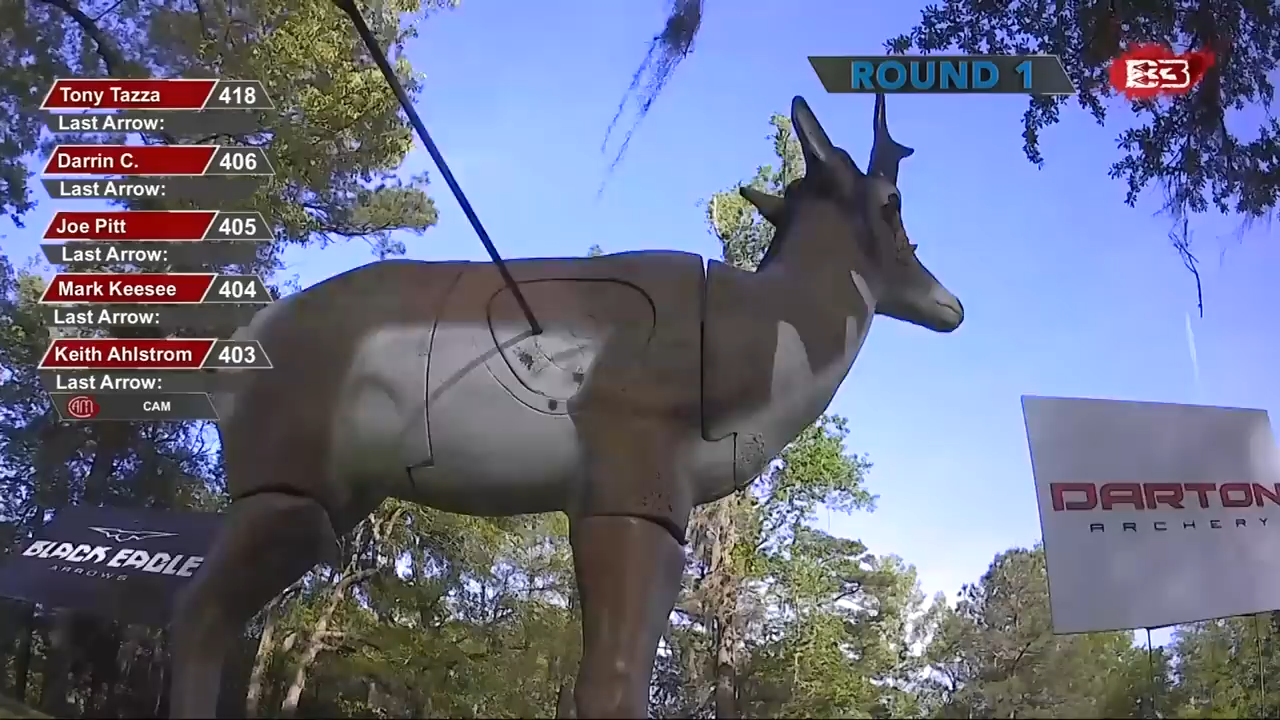 ROUND 1
B3
Tony Tazza 418
Last Arrow:
Darrin C. 406
Last Arrow:
Joe Pitt 405
Last Arrow:
Mark Keesee 404
Last Arrow:
Keith Ahlstrom 403
Last Arrow:
AM CAM
BLACK EAGLE
ARROWS
DARTON
ARCHERY